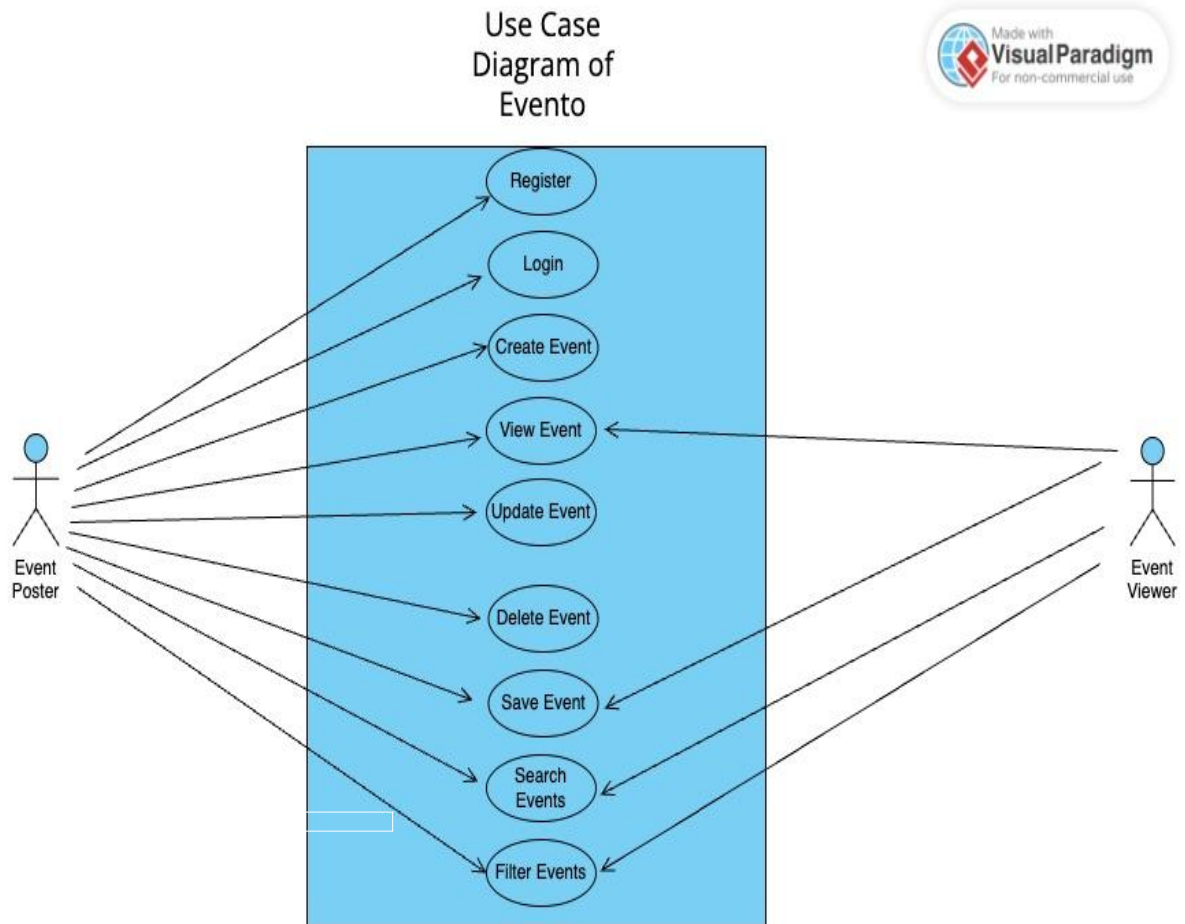 Use Case
Diagram of
Evento
Made with
Visual Paradigm
For non-commercial use
Register
Login
Create Event
View Event
Update Event
Event
Poster
Event
Viewer
Delete Event
Save Event
Search
Events
Filter Events